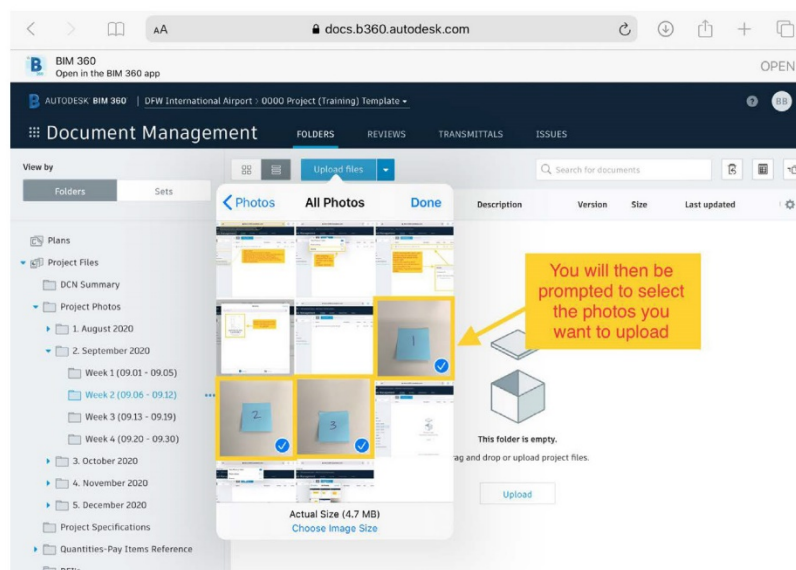 AA
docs.b360.autodesk.com
BIM 360
Open in the BIM 360 app
OPEN
AUTODESK BIM 360 | DFW International Airport > 0000 Project (Training) Template
BB
Document Management
FOLDERS
REVIEWS
TRANSMITTALS
ISSUES
View by
Folders
Sets
Upload files
Search for documents
Description
Version
Size
Last updated
Plans
Project Files
DCN Summary
Project Photos
1. August 2020
2. September 2020
Week 1 (09.01 - 09.05)
Week 2 (09.06 - 09.12)
Week 3 (09.13 - 09.19)
Week 4 (09.20 - 09.30)
3. October 2020
4. November 2020
5. December 2020
Project Specifications
Quantities-Pay Items Reference
Photos
All Photos
Done
1
2
3
Actual Size (4.7 MB)
Choose Image Size
You will then be
prompted to select
the photos you
want to upload
This folder is empty.
and drop or upload project files.
Upload